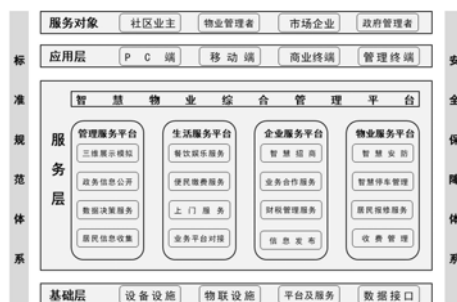 服务对象 社区业主 物业管理者 市场企业 政府管理者
应用层 PC端 移动端 商业终端 管理终端
智慧物业综合管理平台
服务层
管理服务平台 生活服务平台 企业服务平台 物业服务平台
三维展示模拟 餐饮娱乐服务 智慧招商 智慧安防
政务信息公开 便民缴费服务 业务合作服务 智慧停车管理
数据决策服务 上门服务 财税管理服务 居民报修服务
居民信息收集 业务平台对接 信息发布 收费管理
基础层 设备设施 物联设施 平台及服务 数据接口
标准规范体系
安全保障体系